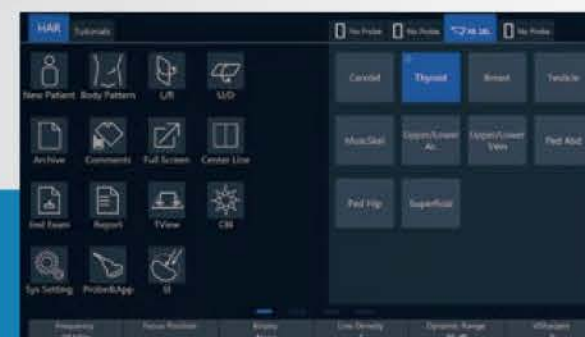 HAR Tutorials No Probe No Probe No Probe
New Patient Body Pattern L/R U/D
Carotid Thyroid Breast Testicle
Archive Comments Full Screen Center Line
MuscSkel Upper/Lower Upper/Lower Vein Ped Abd
End Exam Report TView CBI
Ped Hip Superficial
Sys Setting Probe&App
Frequency Focus Position Biopsy Line Density Dynamic Range